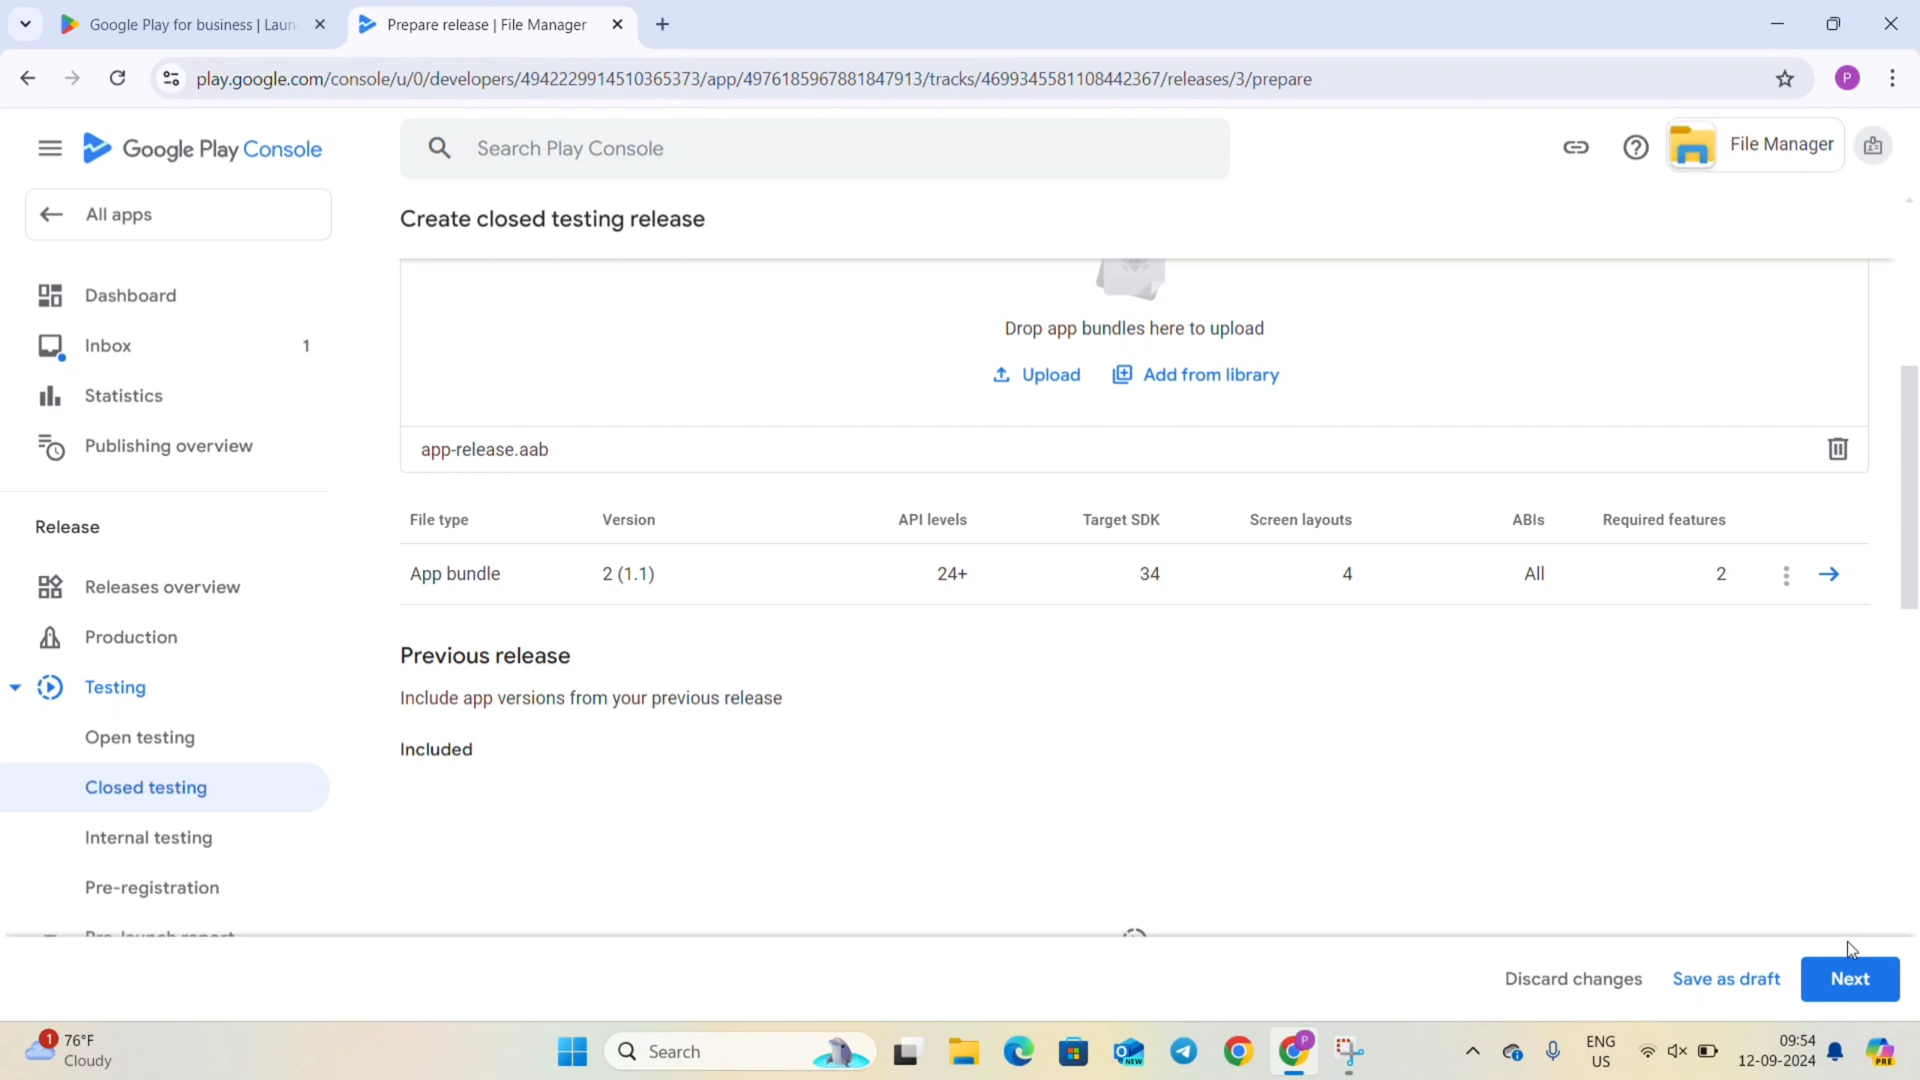 Google Play for business | Laun
Prepare release | File Manager
play.google.com/console/u/0/developers/4942229914510365373/app/4976185967881847913/tracks/4699345581108442367/releases/3/prepare
P
Google Play Console
Search Play Console
File Manager
All apps
Create closed testing release
Dashboard
Inbox 1
Statistics
Publishing overview
Release
Releases overview
Production
Testing
Open testing
Closed testing
Internal testing
Pre-registration
Pre-launch report
Drop app bundles here to upload
Upload Add from library
app-release.aab
File type Version API levels Target SDK Screen layouts ABIs Required features
App bundle 2 (1.1) 24+ 34 4 All 2
Previous release
Include app versions from your previous release
Included
Discard changes Save as draft Next
1 76°F
Cloudy
Search
NEW
P
ENG
US
09:54
12-09-2024
PRE